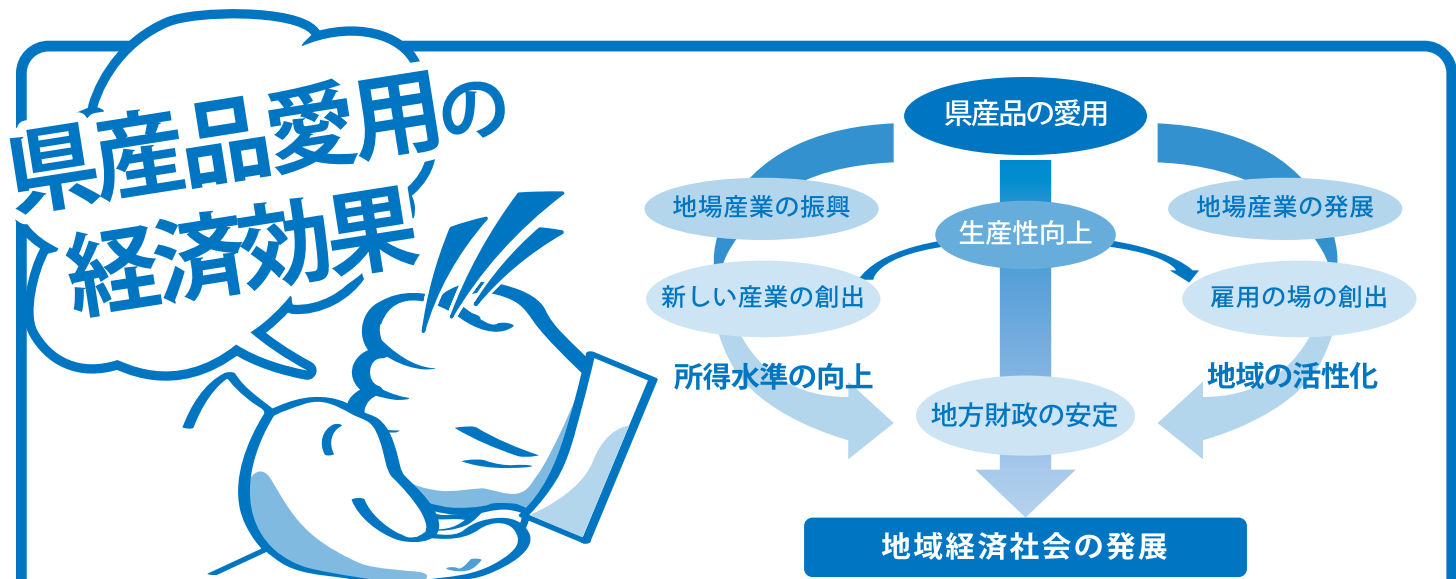 県産品愛用の
経済効果
県産品の愛用
地場産業の振興
生産性向上
地場産業の発展
新しい産業の創出
雇用の場の創出
所得水準の向上
地域の活性化
地方財政の安定
地域経済社会の発展